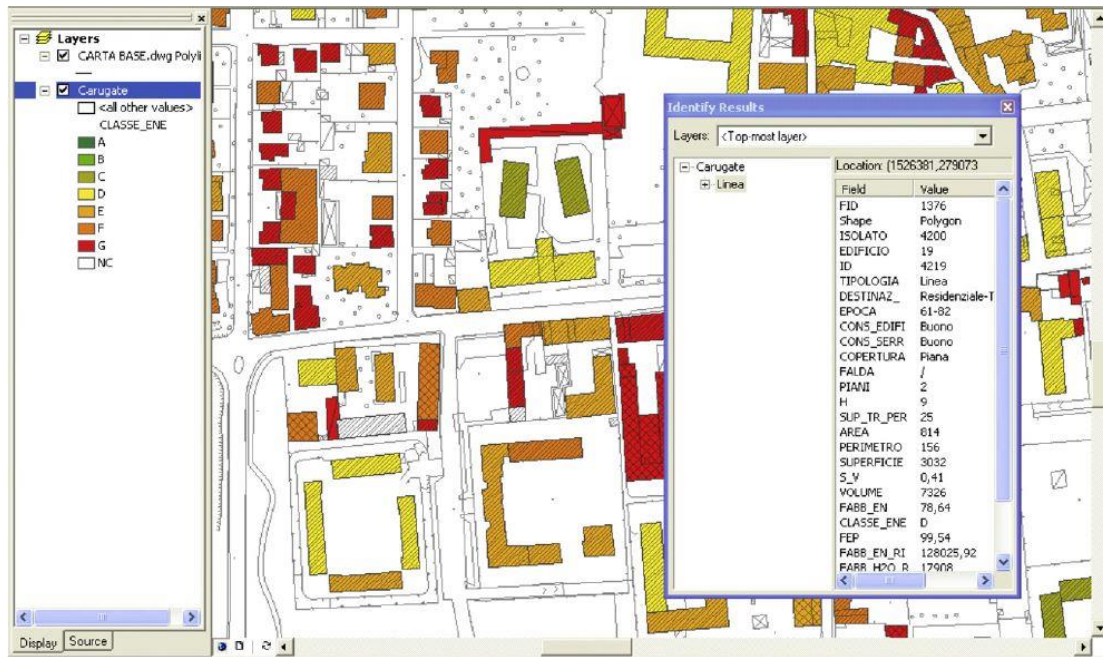 Layers
CARTA BASE.dwg Polyli
Carugate
<all other values>
CLASSE_ENE
A
B
C
D
E
F
G
NC
Display Source
Identify Results
Layers: <Top-most layer>
Carugate
Linea
Location: (1526381,279073
Field Value
FID 1376
Shape Polygon
ISOLATO 4200
EDIFICIO 19
ID 4219
TIPOLOGIA Linea
DESTINAZ_ Residenziale-T
EPOCA 61-82
CONS_EDIFI Buono
CONS_SERR Buono
COPERTURA Piana
FALDA /
PIANI 2
H 9
SUP_TR_PER 25
AREA 814
PERIMETRO 156
SUPERFICIE 3032
S_V 0,41
VOLUME 7326
FABB_EN 78,64
CLASSE_ENE D
FEP 99,54
FABB_EN_RI 128025,92
FABB_H2O_R 17908